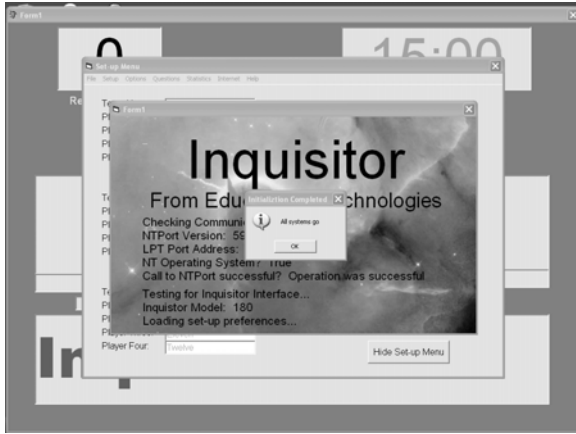 Form1
0
15:00
Set-up Menu
File Setup Options Questions Statistics Internet Help
Form1
Inquisitor
From Edu chnologies
Initializtion Completed
All systems go
OK
Checking Communi
NTPort Version: 59
LPT Port Address:
NT Operating System? True
Call to NTPort successful? Operation was successful
Testing for Inquisitor Interface...
Inquistor Model: 180
Loading set-up preferences...
Player Four: Twelve
Hide Set-up Menu